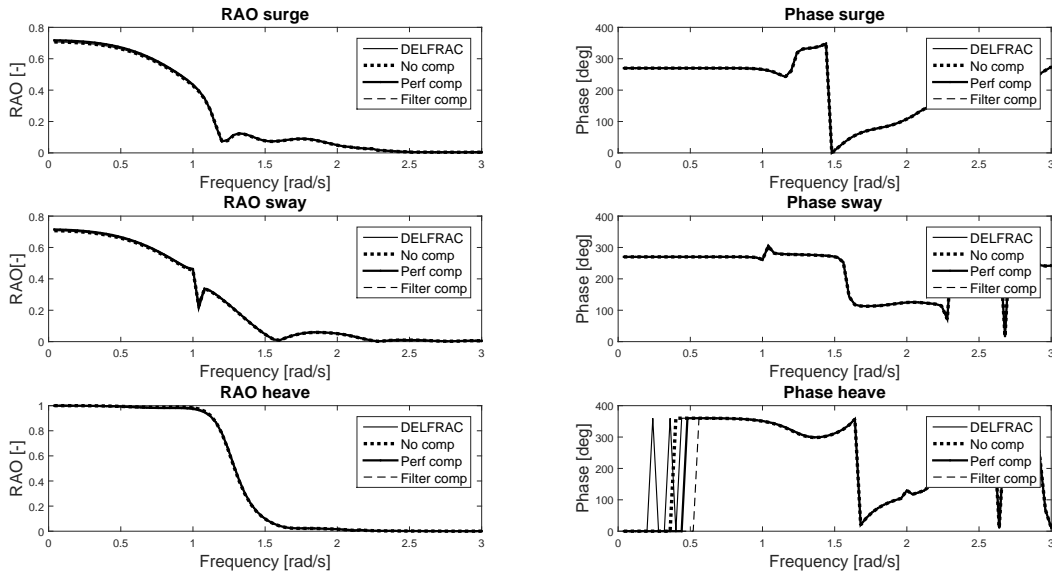 RAO surge
RAO [-]
0.8
0.6
0.4
0.2
0
0 0.5 1 1.5 2 2.5 3
Frequency [rad/s]
DELFRAC
No comp
Perf comp
Filter comp
Phase surge
Phase [deg]
400
300
200
100
0
0 0.5 1 1.5 2 2.5 3
Frequency [rad/s]
DELFRAC
No comp
Perf comp
Filter comp
RAO sway
RAO[-]
0.8
0.6
0.4
0.2
0
0 0.5 1 1.5 2 2.5 3
Frequency [rad/s]
DELFRAC
No comp
Perf comp
Filter comp
Phase sway
Phase [deg]
400
300
200
100
0
0 0.5 1 1.5 2 2.5 3
Frequency [rad/s]
DELFRAC
No comp
Perf comp
Filter comp
RAO heave
RAO [-]
1
0.8
0.6
0.4
0.2
0
0 0.5 1 1.5 2 2.5 3
Frequency [rad/s]
DELFRAC
No comp
Perf comp
Filter comp
Phase heave
Phase [deg]
400
300
200
100
0
0 0.5 1 1.5 2 2.5 3
Frequency [rad/s]
DELFRAC
No comp
Perf comp
Filter comp